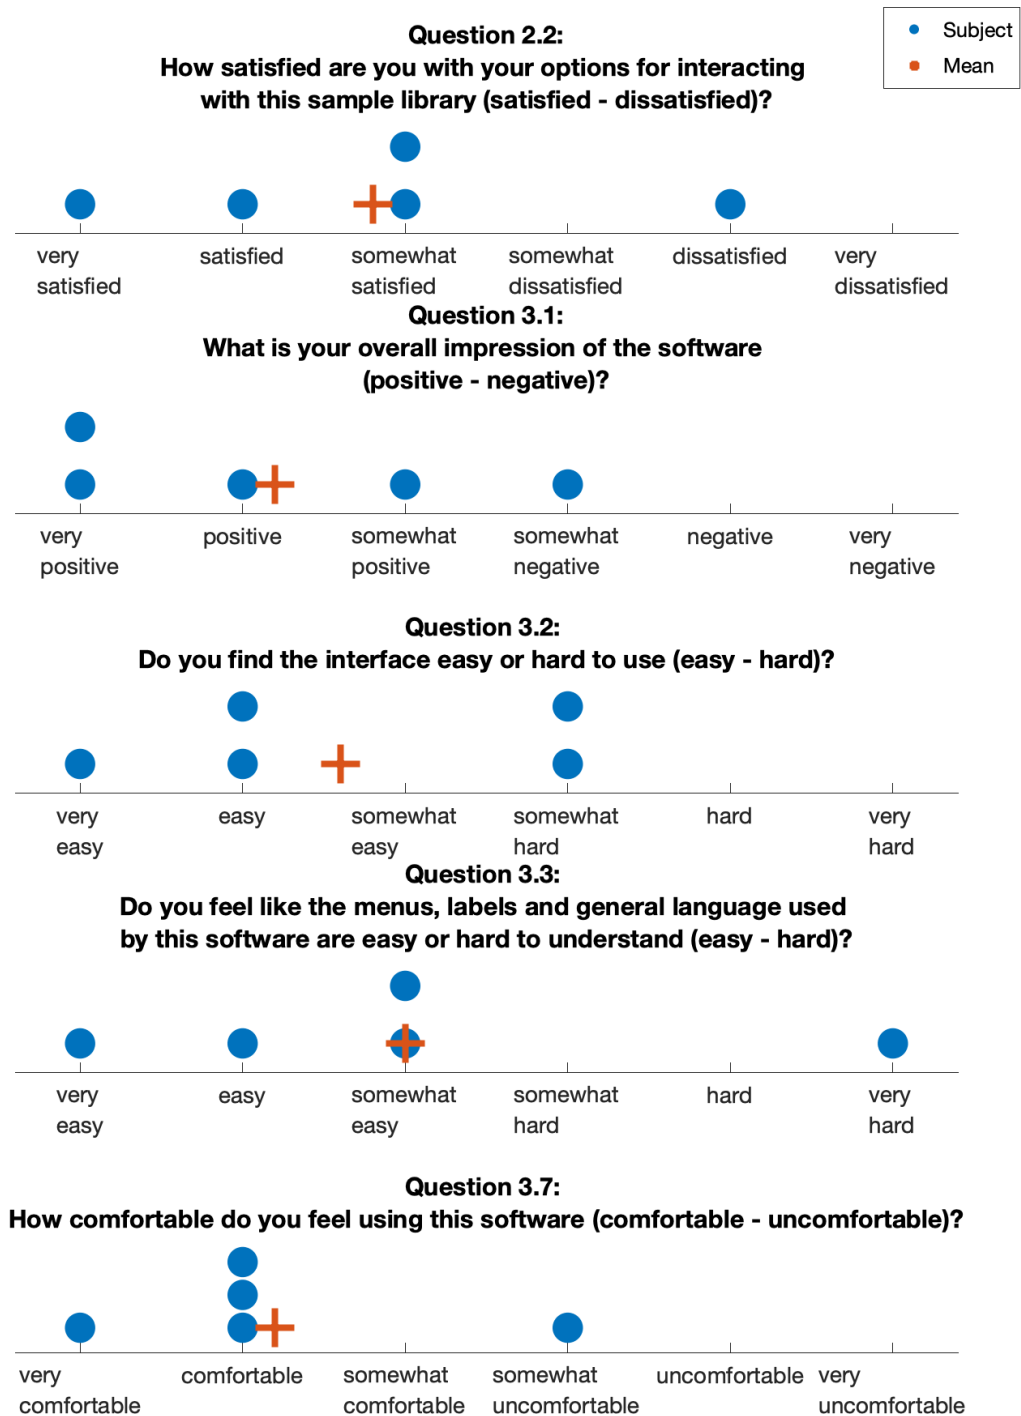 Subject
Mean
Question 2.2:
How satisfied are you with your options for interacting
with this sample library (satisfied - dissatisfied)?
very
satisfied
satisfied
somewhat
satisfied
somewhat
dissatisfied
dissatisfied
very
dissatisfied
Question 3.1:
What is your overall impression of the software
(positive - negative)?
very
positive
positive
somewhat
positive
somewhat
negative
negative
very
negative
Question 3.2:
Do you find the interface easy or hard to use (easy - hard)?
very
easy
easy
somewhat
easy
somewhat
hard
hard
very
hard
Question 3.3:
Do you feel like the menus, labels and general language used
by this software are easy or hard to understand (easy - hard)?
very
easy
easy
somewhat
easy
somewhat
hard
hard
very
hard
Question 3.7:
How comfortable do you feel using this software (comfortable - uncomfortable)?
very
comfortable
comfortable
somewhat
comfortable
somewhat
uncomfortable
uncomfortable
very
uncomfortable